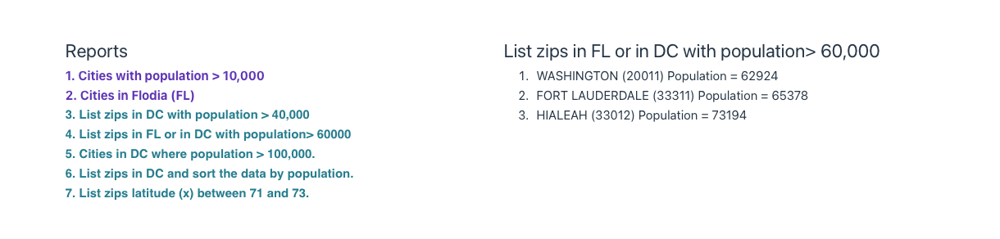 Reports
1. Cities with population > 10,000
2. Cities in Flodia (FL)
3. List zips in DC with population > 40,000
4. List zips in FL or in DC with population> 60000
5. Cities in DC where population > 100,000.
6. List zips in DC and sort the data by population.
7. List zips latitude (x) between 71 and 73.
List zips in FL or in DC with population> 60,000
1. WASHINGTON (20011) Population = 62924
2. FORT LAUDERDALE (33311) Population = 65378
3. HIALEAH (33012) Population = 73194